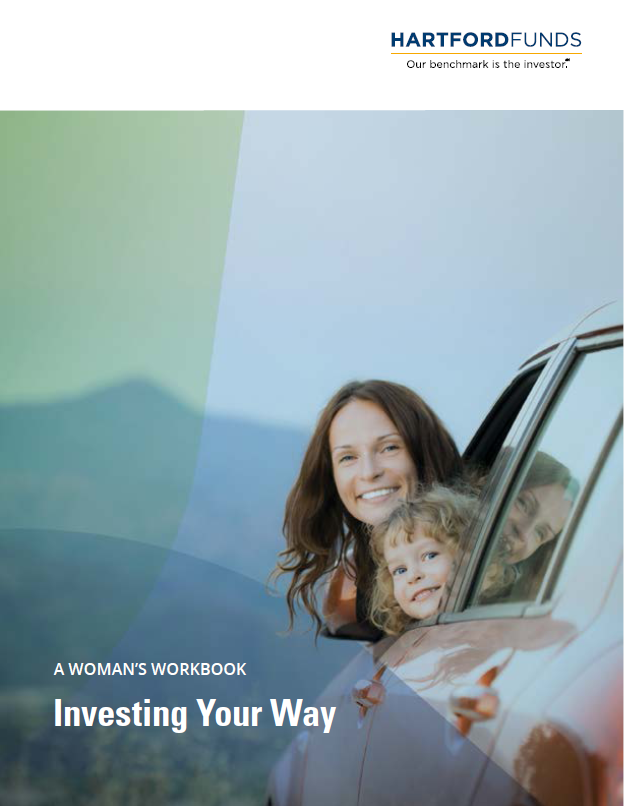 HARTFORDFUNDS
Our benchmark is the investor.
A WOMAN'S WORKBOOK
Investing Your Way